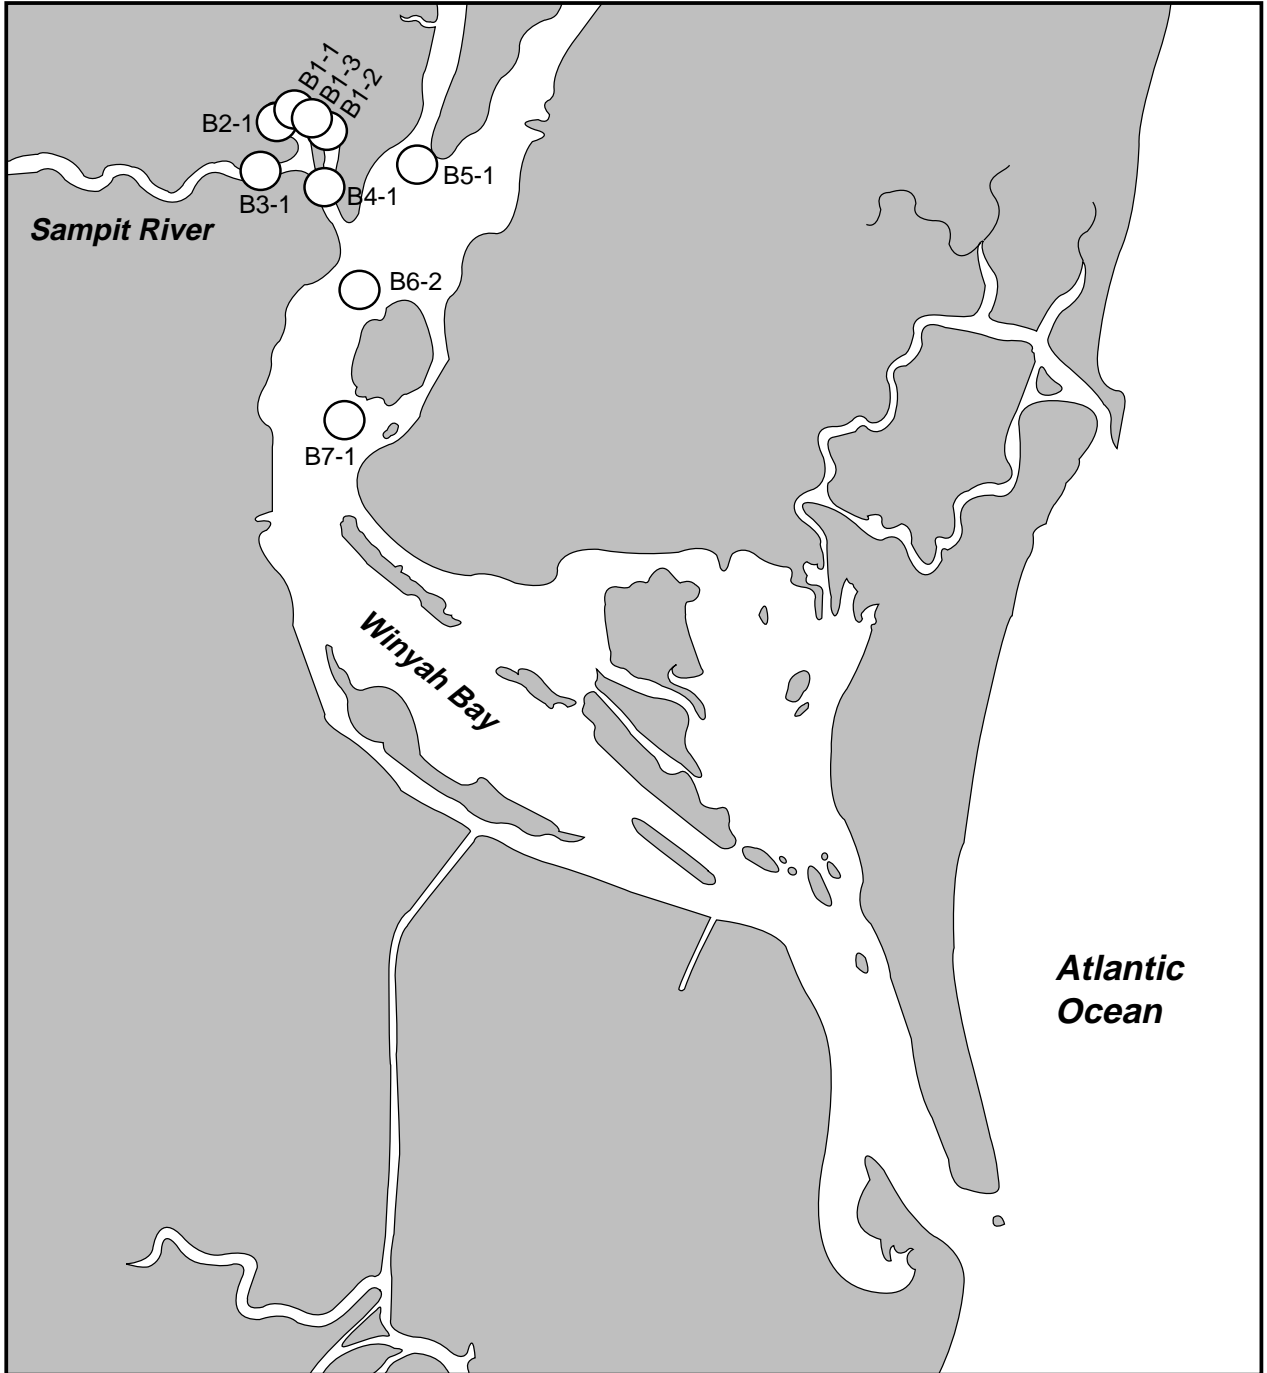 B1-1
B1-3
B1-2
B2-1
B5-1
B3-1
B4-1
Sampit River
B6-2
B7-1
Winyah Bay
Atlantic
Ocean